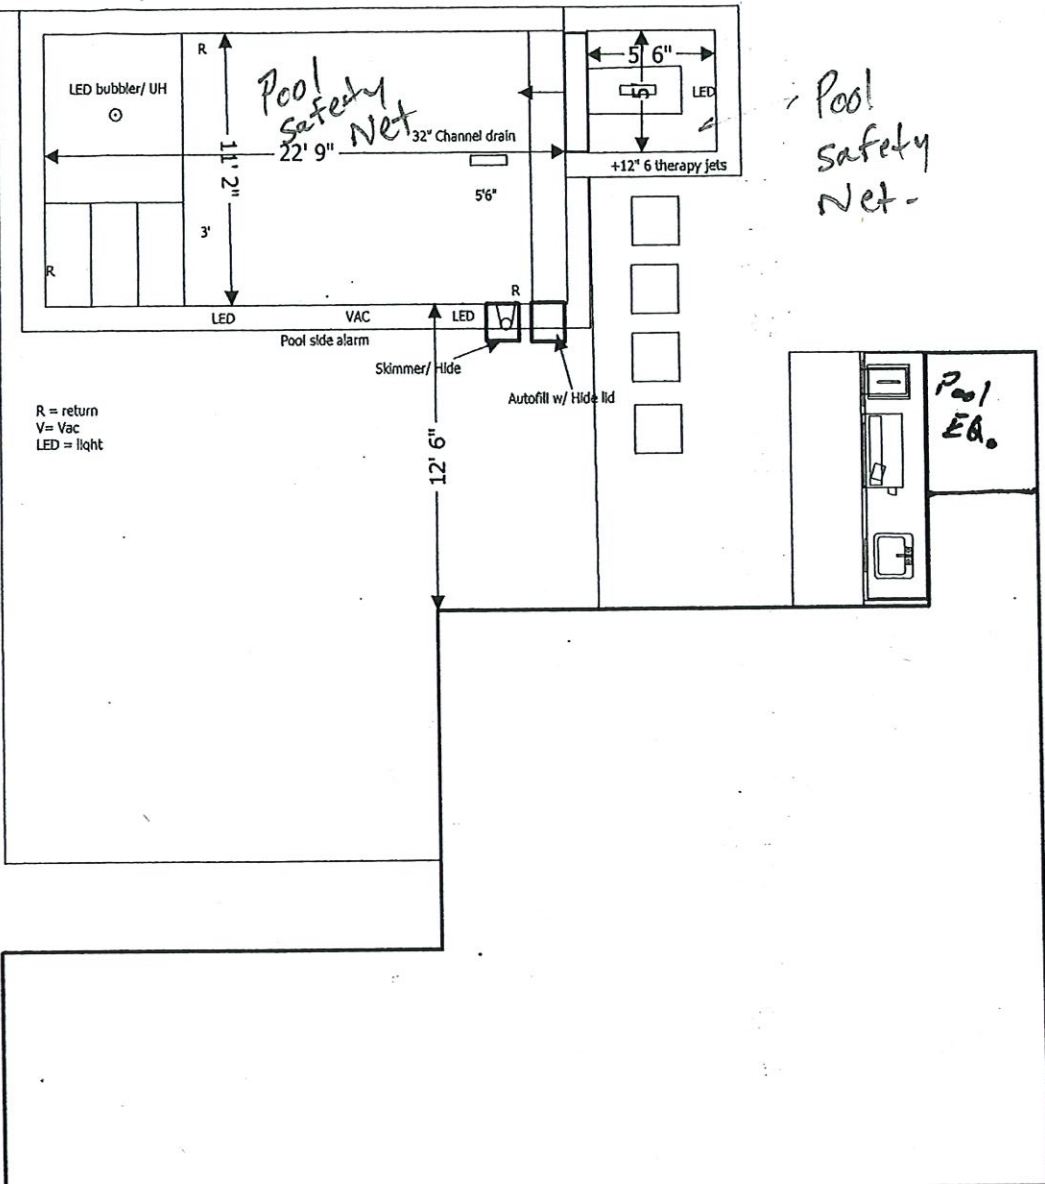 R
LED bubbler/ UH
Pool
safety
Net
11' 2"
22' 9"
32" Channel drain
5'6"
3'
R
R
5' 6"
5'
LED
+12" 6 therapy jets
Pool
safety
Net.
LED
VAC
LED
Pool side alarm
Skimmer/ Hide
Autofill w/ Hide lid
R = return
V= Vac
LED = light
12' 6"
Pool
EQ.